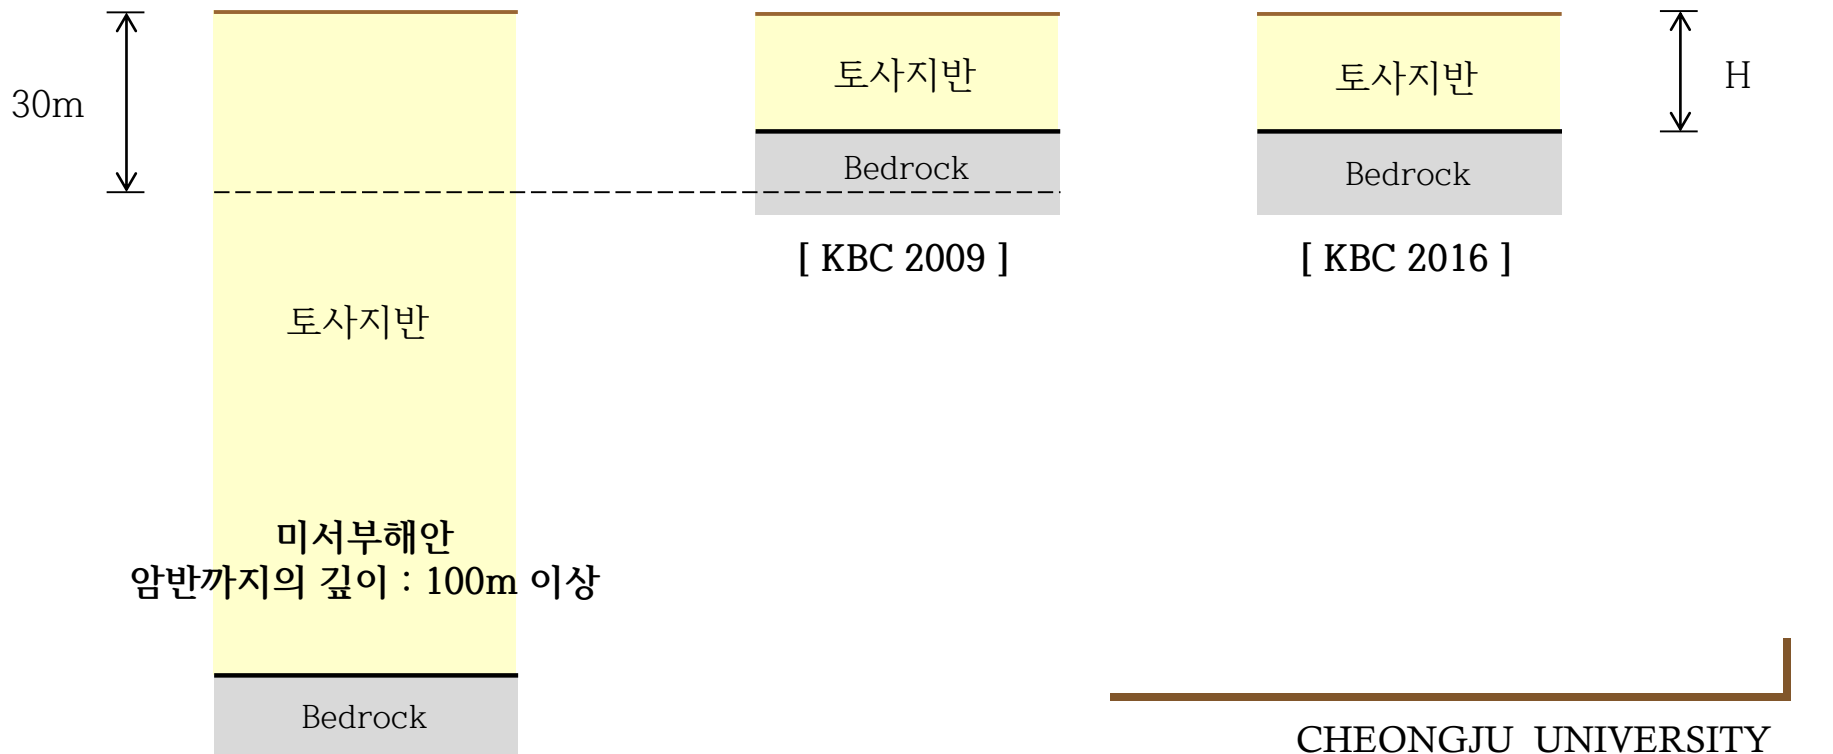 30m
토사지반
토사지반
H
Bedrock
Bedrock
[ KBC 2009 ]
[ KBC 2016 ]
토사지반
미서부해안
암반까지의 깊이 : 100m 이상
Bedrock
CHEONGJU UNIVERSITY